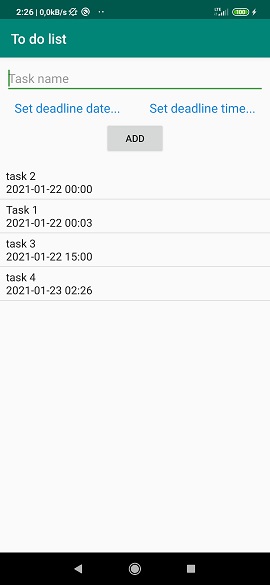 2:26 | 0,0kB/s
100
To do list
Task name
Set deadline date... Set deadline time...
ADD
task 2
2021-01-22 00:00
Task 1
2021-01-22 00:03
task 3
2021-01-22 15:00
task 4
2021-01-23 02:26